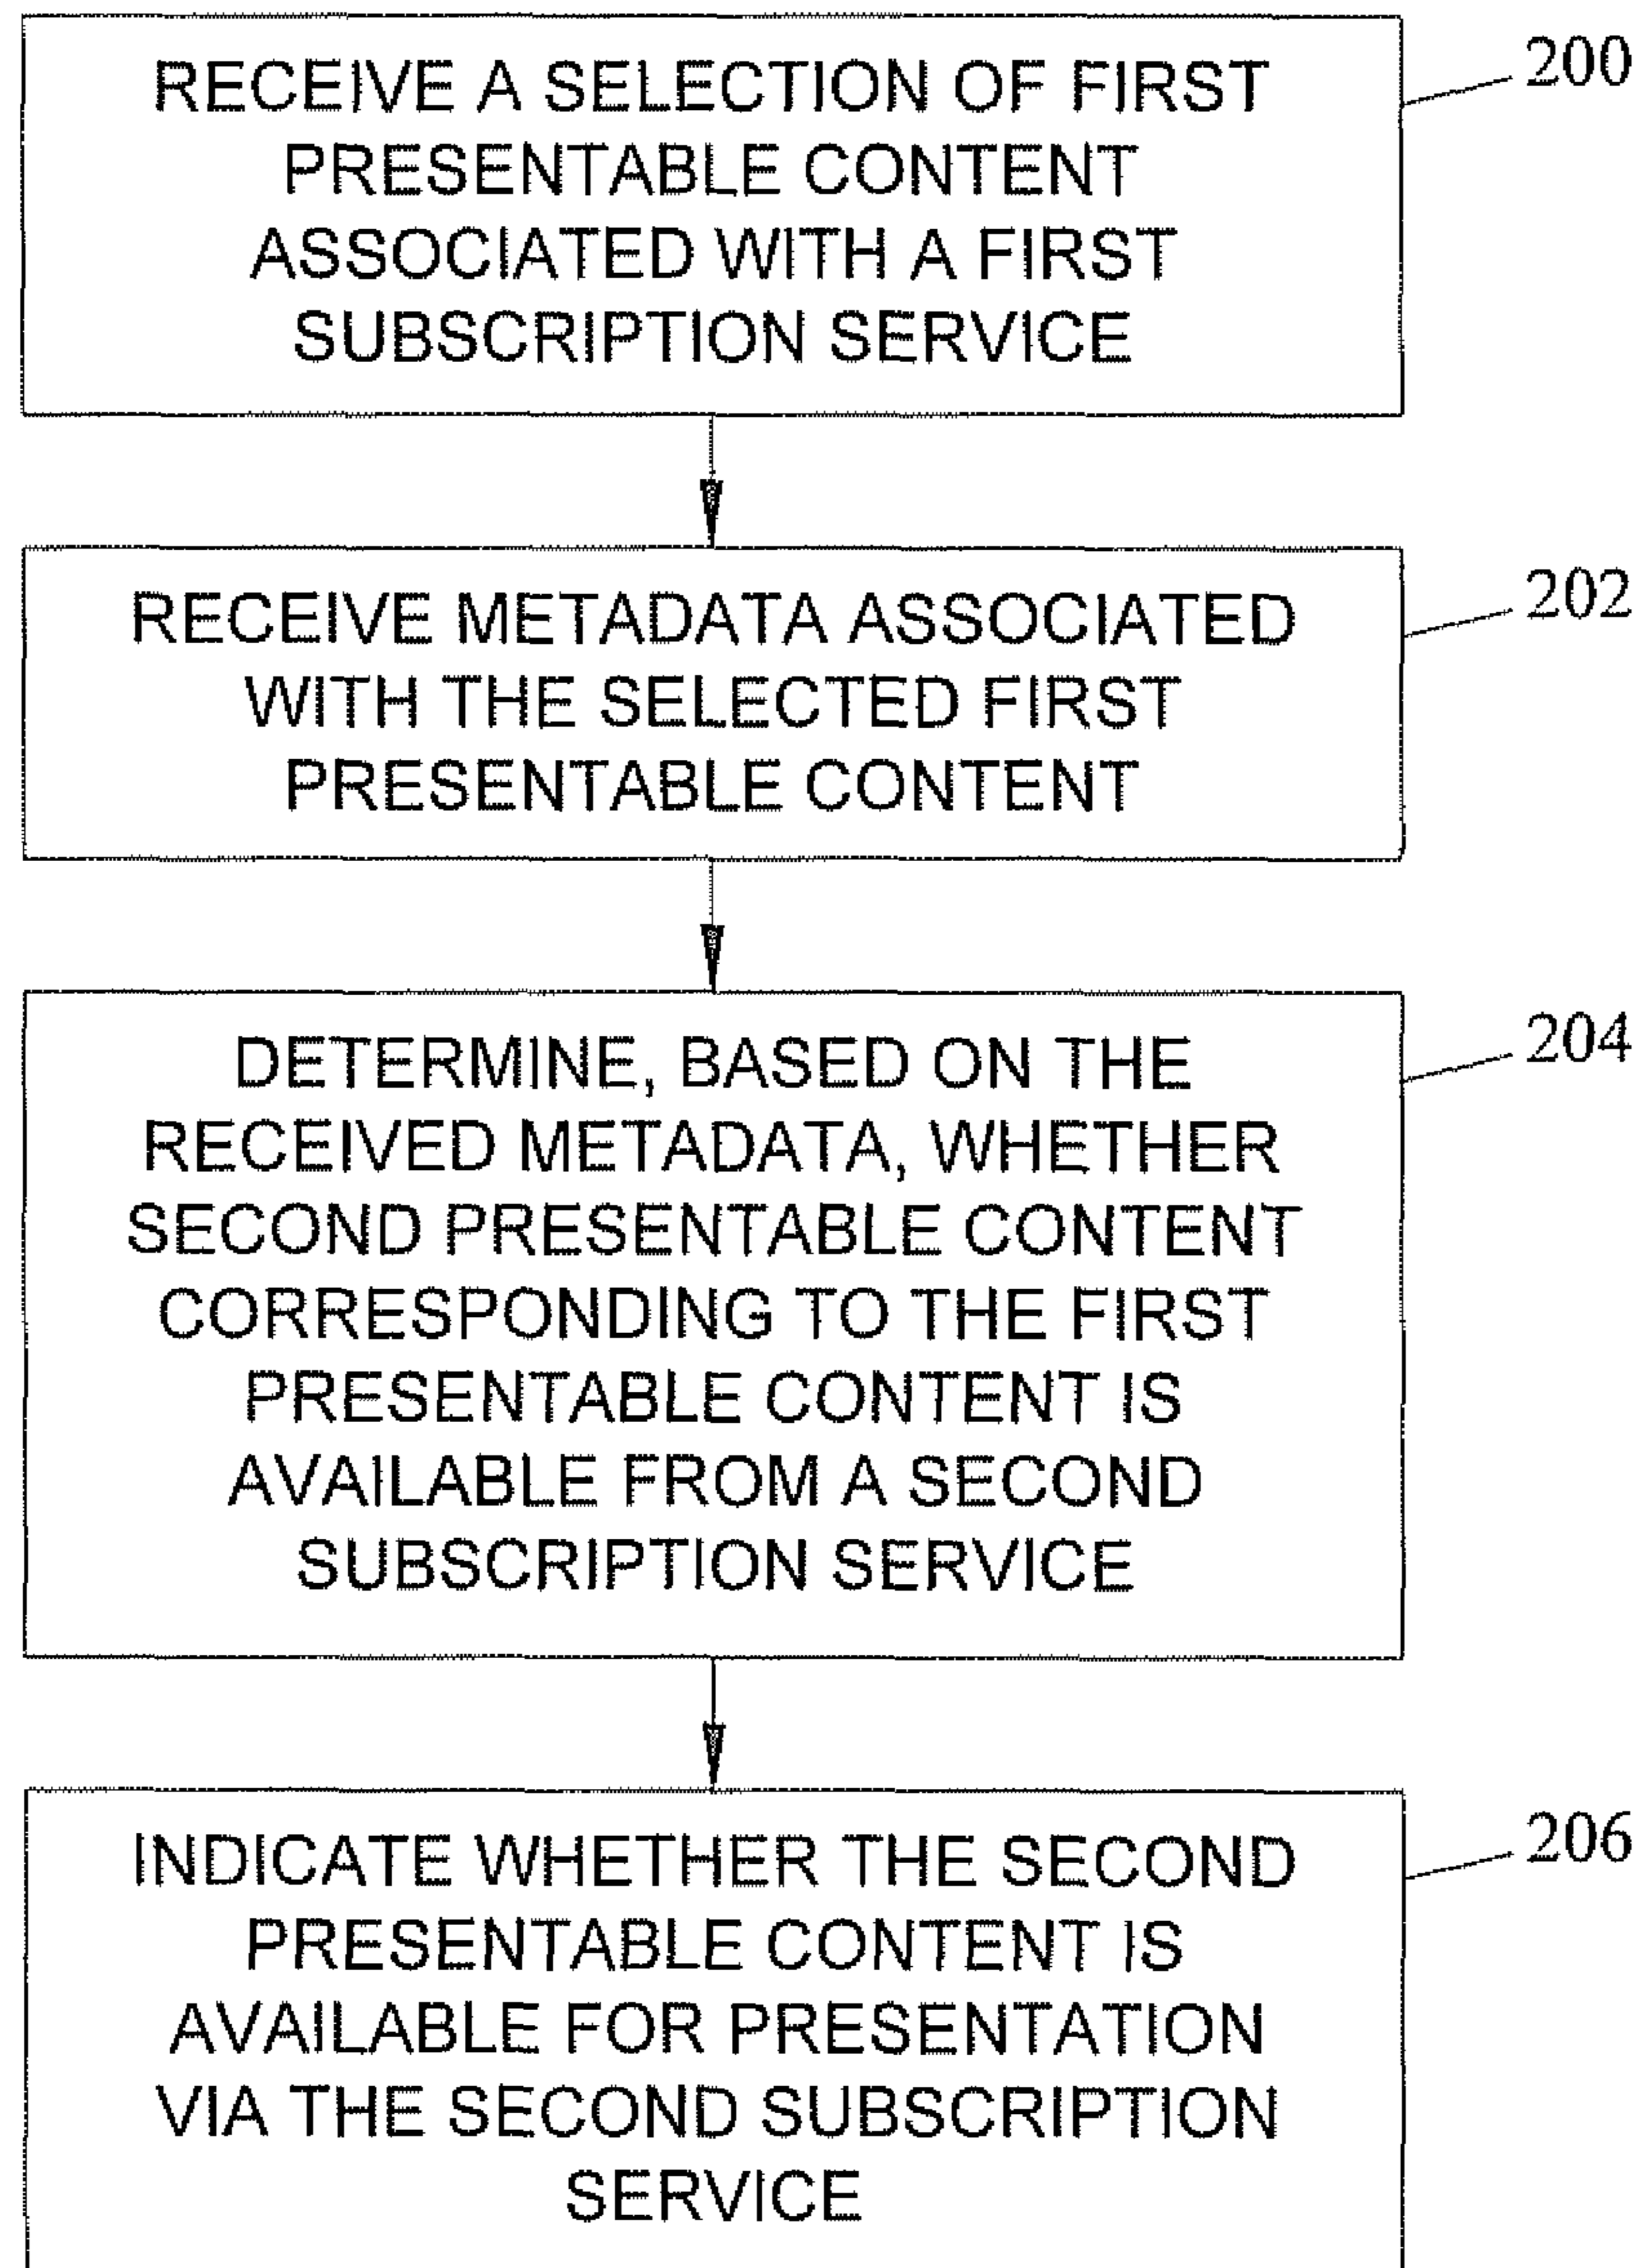 RECEIVE A SELECTION OF FIRST
PRESENTABLE CONTENT
ASSOCIATED WITH A FIRST
SUBSCRIPTION SERVICE
200
RECEIVE METADATA ASSOCIATED
WITH THE SELECTED FIRST
PRESENTABLE CONTENT
202
DETERMINE, BASED ON THE
RECEIVED METADATA, WHETHER
SECOND PRESENTABLE CONTENT
CORRESPONDING TO THE FIRST
PRESENTABLE CONTENT IS
AVAILABLE FROM A SECOND
SUBSCRIPTION SERVICE
204
INDICATE WHETHER THE SECOND
PRESENTABLE CONTENT IS
AVAILABLE FOR PRESENTATION
VIA THE SECOND SUBSCRIPTION
SERVICE
206